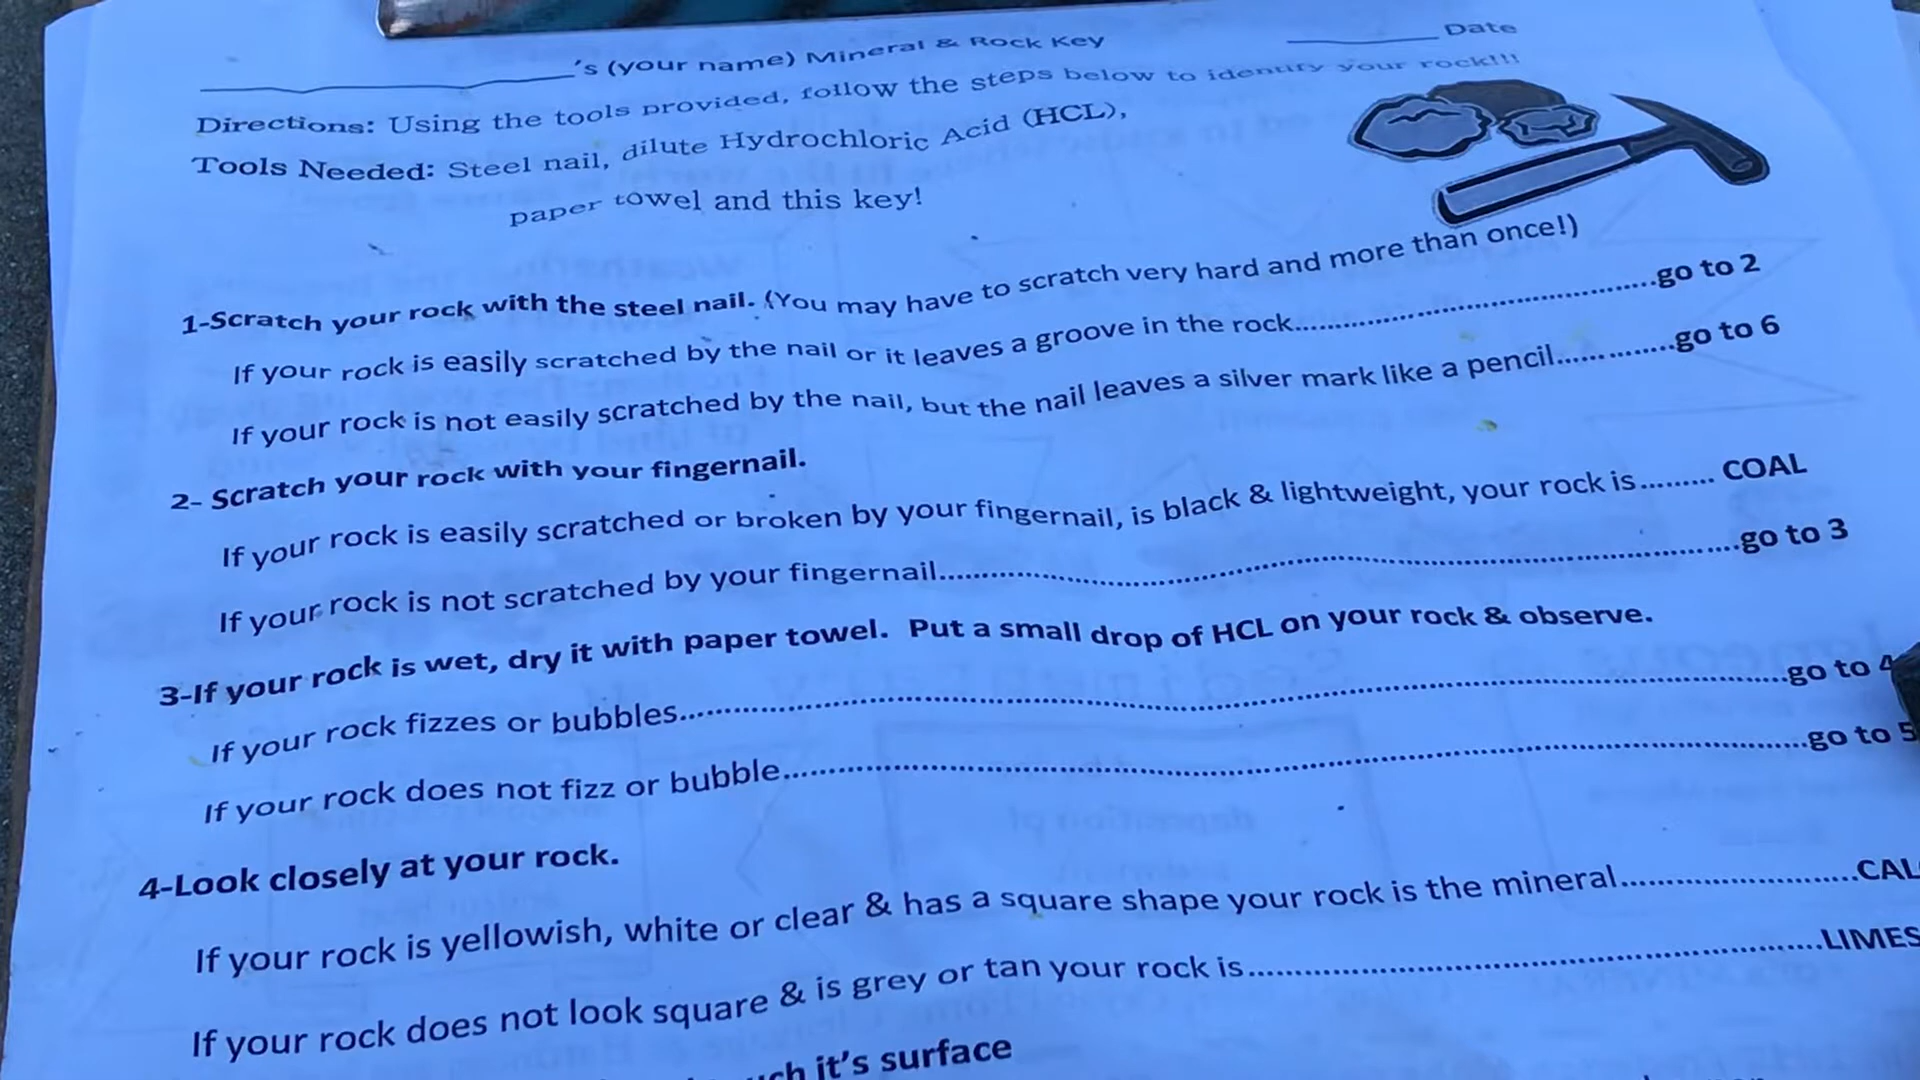 ______'s (your name) Mineral & Rock Key ______ Date
Directions: Using the tools provided, follow the steps below to identify your rock!!!
Tools Needed: Steel nail, dilute Hydrochloric Acid (HCL),
paper towel and this key!
1-Scratch your rock with the steel nail. (You may have to scratch very hard and more than once!)
If your rock is easily scratched by the nail or it leaves a groove in the rock..........go to 2
If your rock is not easily scratched by the nail, but the nail leaves a silver mark like a pencil..........go to 6
2- Scratch your rock with your fingernail.
If your rock is easily scratched or broken by your fingernail, is black & lightweight, your rock is......... COAL
If your rock is not scratched by your fingernail..........go to 3
3-If your rock is wet, dry it with paper towel. Put a small drop of HCL on your rock & observe.
If your rock fizzes or bubbles..........go to 4
If your rock does not fizz or bubble..........go to 5
4-Look closely at your rock.
If your rock is yellowish, white or clear & has a square shape your rock is the mineral..........CAL
If your rock does not look square & is grey or tan your rock is..........LIMES
it's surface